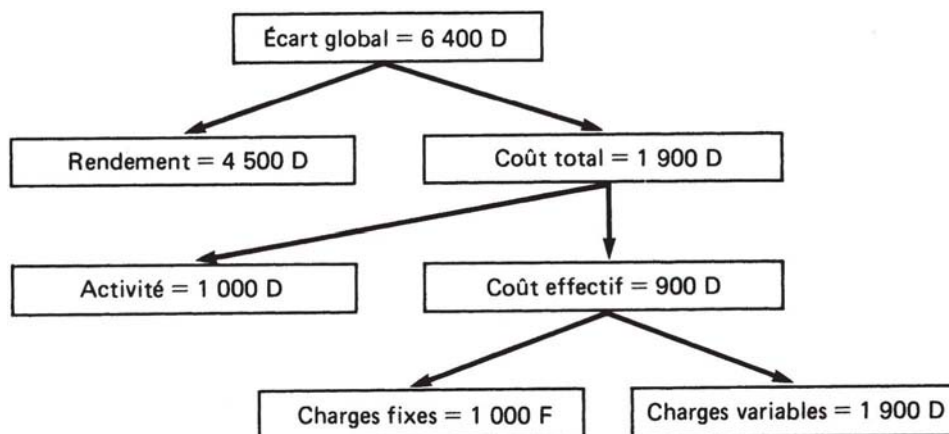 Écart global = 6 400 D
Rendement = 4 500 D
Coût total = 1 900 D
Activité = 1 000 D
Coût effectif = 900 D
Charges fixes = 1 000 F
Charges variables = 1 900 D